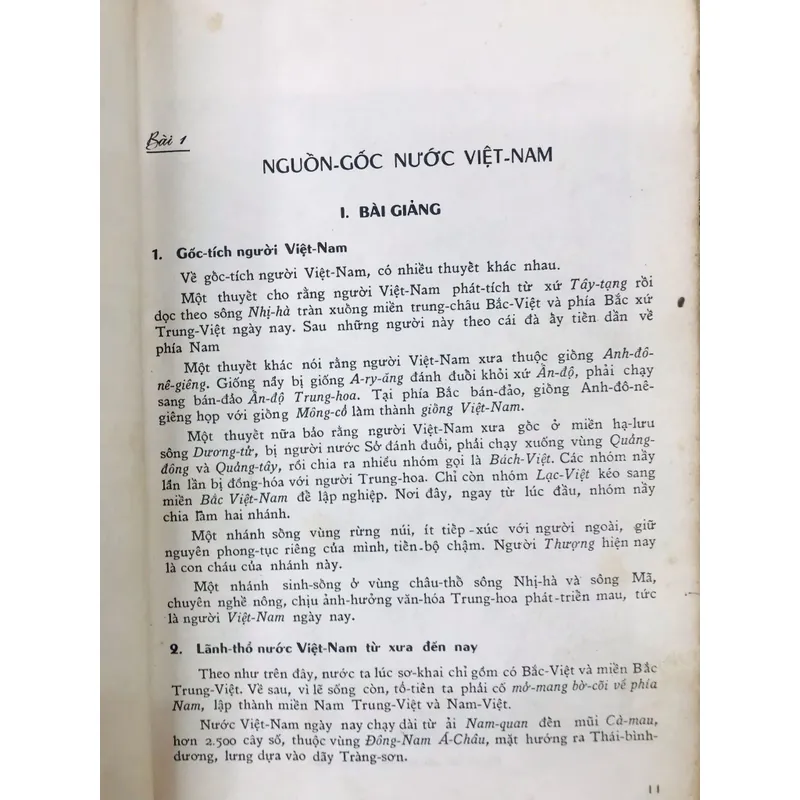 Bài 1
NGUỒN-GỐC NƯỚC VIỆT-NAM
I. BÀI GIẢNG
1. Gốc-tích người Việt-Nam
Về gốc-tích người Việt-Nam, có nhiều thuyết khác nhau.
Một thuyết cho rằng người Việt-Nam phát-tích từ xứ Tây-tạng rồi
dọc theo sông Nhị-hà tràn xuống miền trung-châu Bắc-Việt và phía Bắc xứ
Trung-Việt ngày nay. Sau những người này theo cái đà ấy tiến dần về
phía Nam
Một thuyết khác nói rằng người Việt-Nam xưa thuộc giống Anh-đô-
nê-giêng. Giống nầy bị giống A-ry-ăng đánh đuổi khỏi xứ Ấn-độ, phải chạy
sang bán-đảo Ấn-độ Trung-hoa. Tại phía Bắc bán-đảo, giống Anh-đô-nê-
giêng họp với giống Mông-cổ làm thành giống Việt-Nam.
Một thuyết nữa bảo rằng người Việt-Nam xưa gốc ở miền hạ-lưu
sông Dương-tử, bị người nước Sở đánh đuổi, phải chạy xuống vùng Quảng-
đông và Quảng-tây, rồi chia ra nhiều nhóm gọi là Bách-Việt. Các nhóm nầy
lần lần bị đồng-hóa với người Trung-hoa. Chỉ còn nhóm Lạc-Việt kéo sang
miền Bắc Việt-Nam để lập nghiệp. Nơi đây, ngay từ lúc đầu, nhóm nầy
chia làm hai nhánh.
Một nhánh sống vùng rừng núi, ít tiếp-xúc với người ngoài, giữ
nguyên phong-tục riêng của mình, tiến-bộ chậm. Người Thượng hiện nay
là con cháu của nhánh này.
Một nhánh sinh-sống ở vùng châu-thổ sông Nhị-hà và sông Mã,
chuyên nghề nông, chịu ảnh-hưởng văn-hóa Trung-hoa phát-triển mau, tức
là người Việt-Nam ngày nay.
2. Lãnh-thổ nước Việt-Nam từ xưa đến nay
Theo như trên đây, nước ta lúc sơ-khai chỉ gồm có Bắc-Việt và miền Bắc
Trung-Việt. Về sau, vì lẽ sống còn, tổ-tiên ta phải cố mở-mang bờ-cõi về phía
Nam, lập thành miền Nam Trung-Việt và Nam-Việt.
Nước Việt-Nam ngày nay chạy dài từ ải Nam-quan đến mũi Cà-mau,
hơn 2.500 cây số, thuộc vùng Đông-Nam Á-Châu, mặt hướng ra Thái-bình-
dương, lưng dựa vào dãy Tràng-sơn.
11